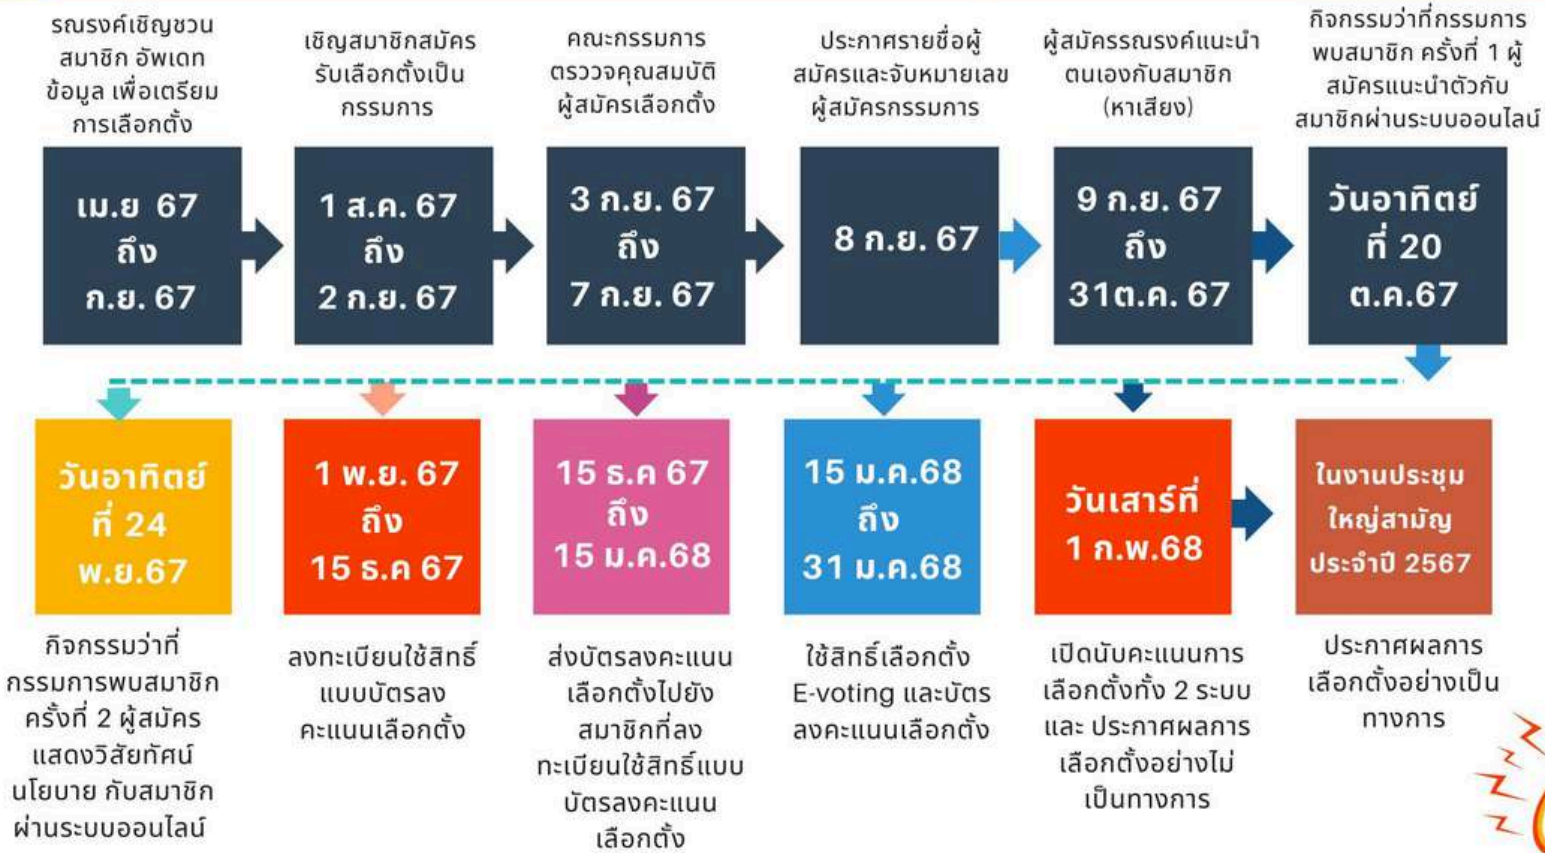 รณรงค์เชิญชวน
สมาชิก อัพเดท
ข้อมูล เพื่อเตรียม
การเลือกตั้ง
เม.ย 67
ถึง
ก.ย. 67
เชิญสมาชิกสมัคร
รับเลือกตั้งเป็น
กรรมการ
1 ส.ค. 67
ถึง
2 ก.ย. 67
คณะกรรมการ
ตรววจคุณสมบัติ
ผู้สมัครเลือกตั้ง
3 ก.ย. 67
ถึง
7 ก.ย. 67
ประกาศรายชื่อผู้
สมัครและจับหมายเลข
ผู้สมัครกรรมการ
8 ก.ย. 67
ผู้สมัครรณรงค์แนะนำ
ตนเองกับสมาชิก
(หาเสียง)
9 ก.ย. 67
ถึง
31ต.ค. 67
กิจกรรมว่าที่กรรมการ
พบสมาชิก ครั้งที่ 1 ผู้
สมัครแนะนำตัวกับ
สมาชิกผ่านระบบออนไลน์
วันอาทิตย์
ที่ 20
ต.ค.67
วันอาทิตย์
ที่ 24
พ.ย.67
กิจกรรมว่าที่
กรรมการพบสมาชิก
ครั้งที่ 2 ผู้สมัคร
แสดงวิสัยทัศน์
นโยบาย กับสมาชิก
ผ่านระบบออนไลน์
1 พ.ย. 67
ถึง
15 ธ.ค 67
ลงทะเบียนใช้สิทธิ์
แบบบัตรลง
คะแนนเลือกตั้ง
15 ธ.ค 67
ถึง
15 ม.ค.68
ส่งบัตรลงคะแนน
เลือกตั้งไปยัง
สมาชิกที่ลง
ทะเบียนใช้สิทธิ์แบบ
บัตรลงคะแนน
เลือกตั้ง
15 ม.ค.68
ถึง
31 ม.ค.68
ใช้สิทธิ์เลือกตั้ง
E-voting และบัตร
ลงคะแนนเลือกตั้ง
วันเสาร์ที่
1 ก.พ.68
เปิดนับคะแนนการ
เลือกตั้งทั้ง 2 ระบบ
และ ประกาศผลการ
เลือกตั้งอย่างไม่
เป็นทางการ
ในงานประชุม
ใหญ่สามัญ
ประจำปี 2567
ประกาศผลการ
เลือกตั้งอย่างเป็น
ทางการ